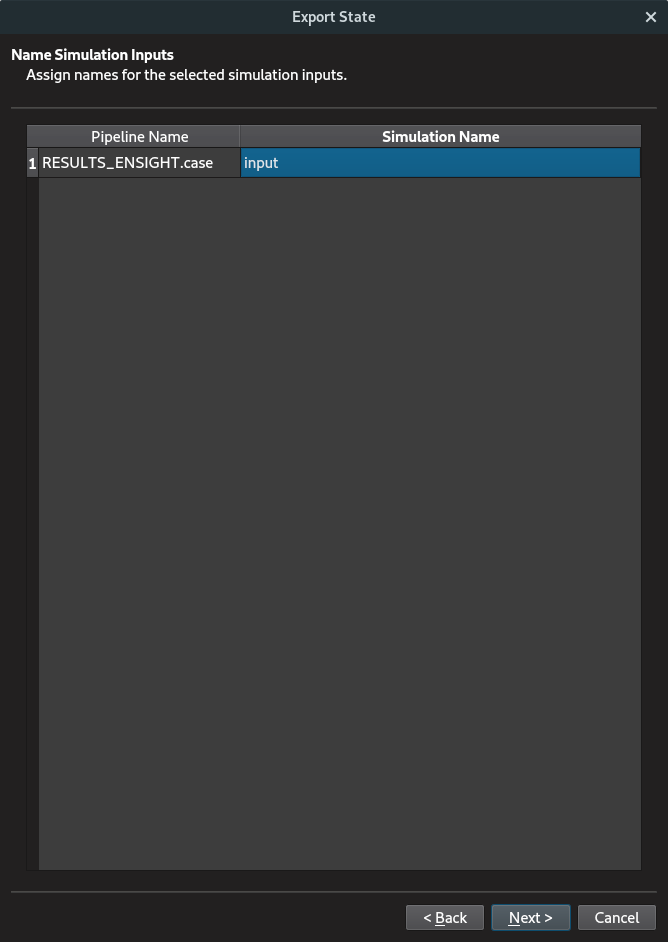 Export State
Name Simulation Inputs
Assign names for the selected simulation inputs.
Pipeline Name Simulation Name
1 RESULTS_ENSIGHT.case input
< Back Next > Cancel